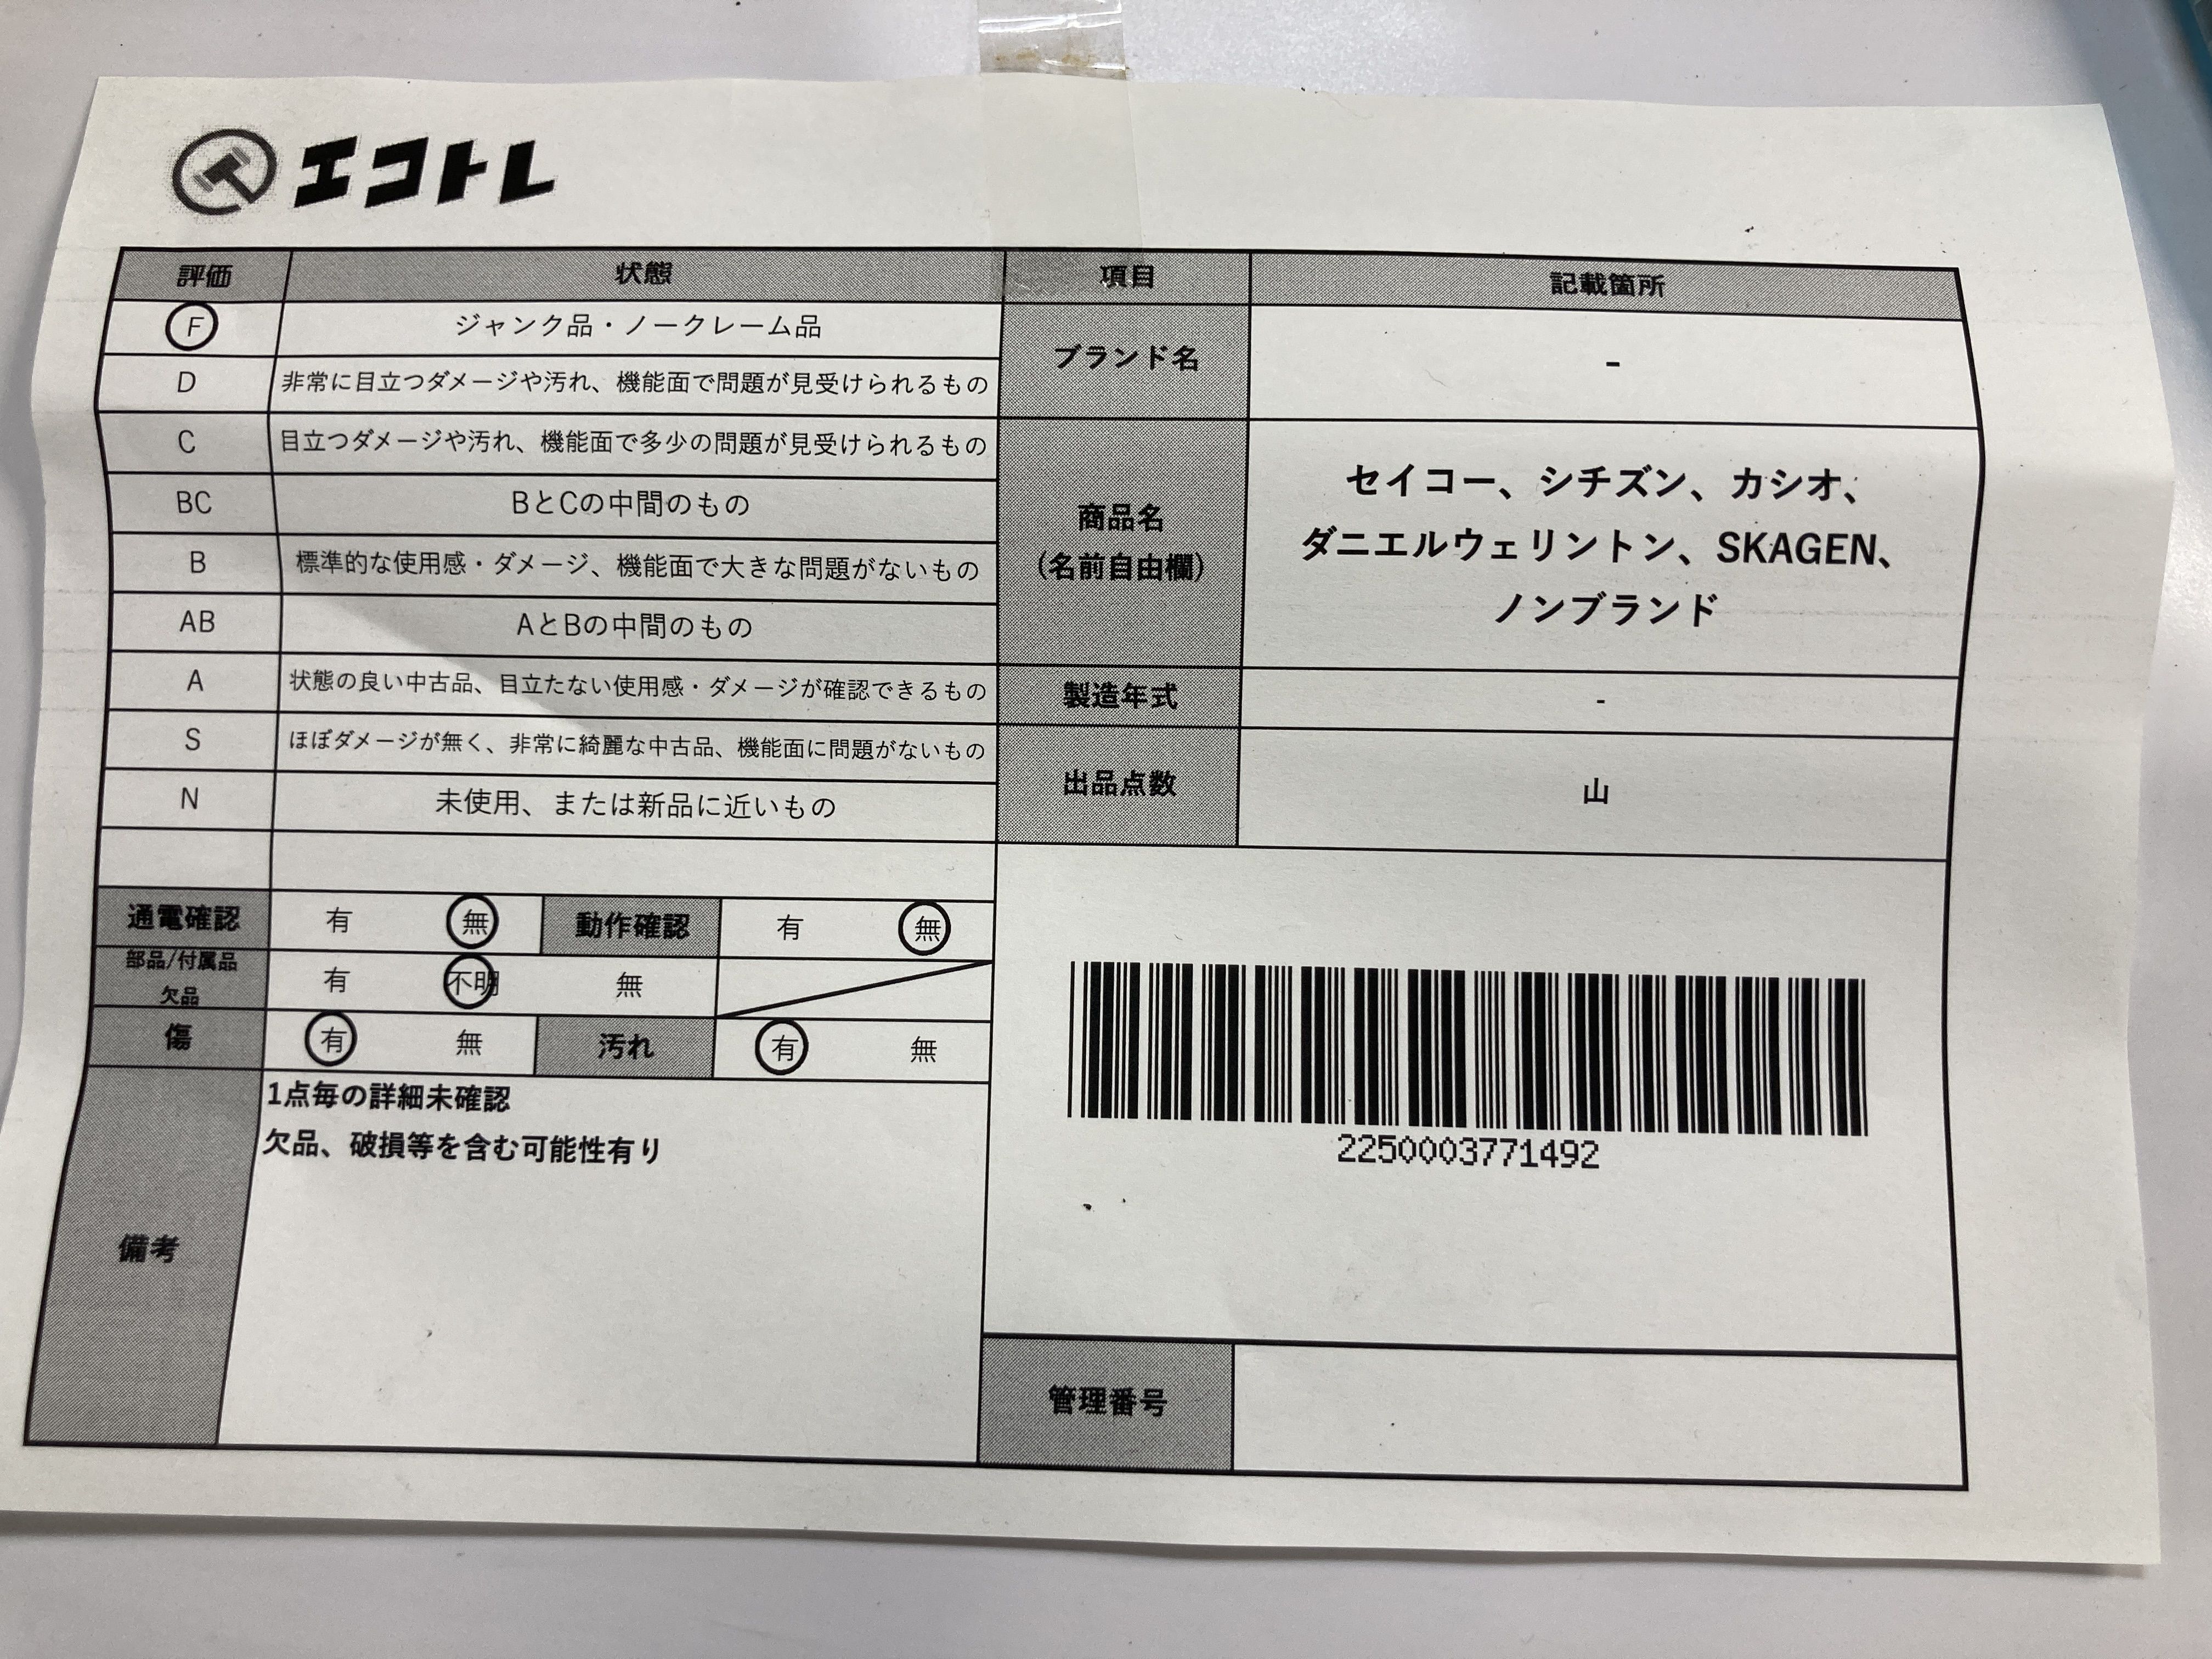 エコトレ
評価 状態 項目 記載箇所
F ジャンク品・ノークレーム品
D 非常に目立つダメージや汚れ、機能面で問題が見受けられるもの
ブランド名 -
C 目立つダメージや汚れ、機能面で多少の問題が見受けられるもの
BC BとCの中間のもの
B 標準的な使用感・ダメージ、機能面で大きな問題がないもの
AB AとBの中間のもの
商品名
(名前自由欄)
セイコー、シチズン、カシオ、
ダニエルウェリントン、SKAGEN、
ノンブランド
A 状態の良い中古品、目立たない使用感・ダメージが確認できるもの
製造年式 -
S ほぼダメージが無く、非常に綺麗な中古品、機能面に問題がないもの
N 未使用、または新品に近いもの
出品点数 山
通電確認 有 無 動作確認 有 無
部品/付属品
欠品
有 不明 無
傷 有 無 汚れ 有 無
備考
1点毎の詳細未確認
欠品、破損等を含む可能性有り
2250003771492
管理番号